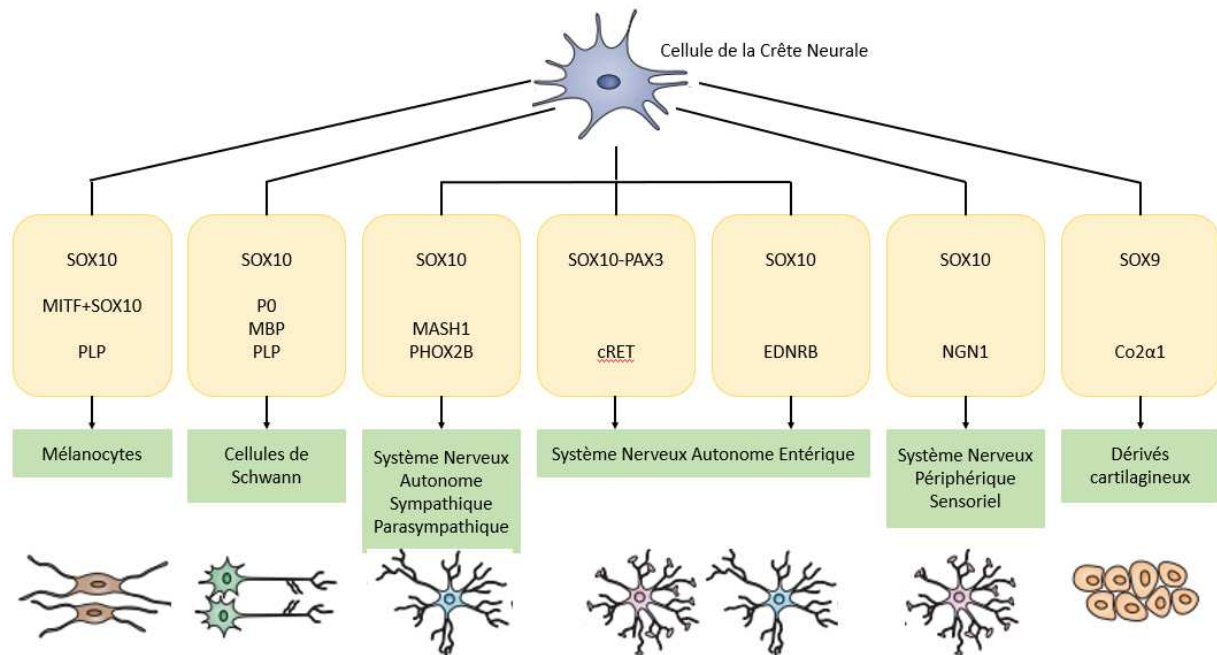 Cellule de la Crête Neurale
SOX10
MITF+SOX10
PLP
SOX10
P0
MBP
PLP
SOX10
MASH1
PHOX2B
SOX10-PAX3
cRET
SOX10
EDNRB
SOX10
NGN1
SOX9
Co2α1
Mélanocytes
Cellules de
Schwann
Système Nerveux
Autonome
Sympathique
Parasympathique
Système Nerveux Autonome Entérique
Système Nerveux
Périphérique
Sensoriel
Dérivés
cartilagineux